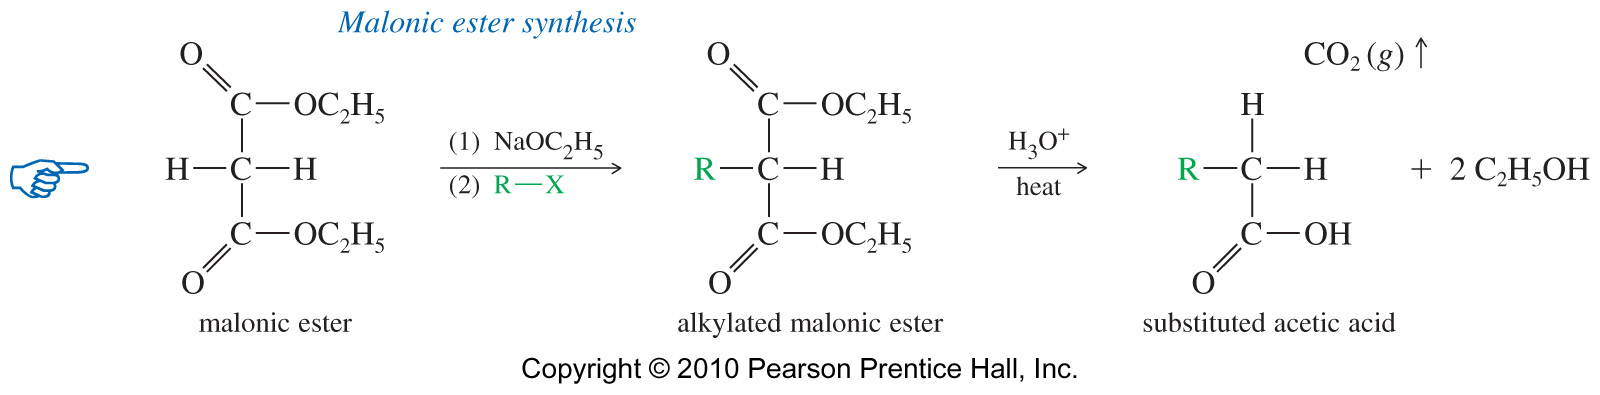 Malonic ester synthesis
O
C—OC₂H₅
H—C—H
C—OC₂H₅
O
malonic ester
(1) NaOC₂H₅
(2) R—X
O
C—OC₂H₅
R—C—H
C—OC₂H₅
O
alkylated malonic ester
H₃O⁺
heat
CO₂ (g) ↑
H
R—C—H
C—OH
O
substituted acetic acid
+ 2 C₂H₅OH
Copyright © 2010 Pearson Prentice Hall, Inc.